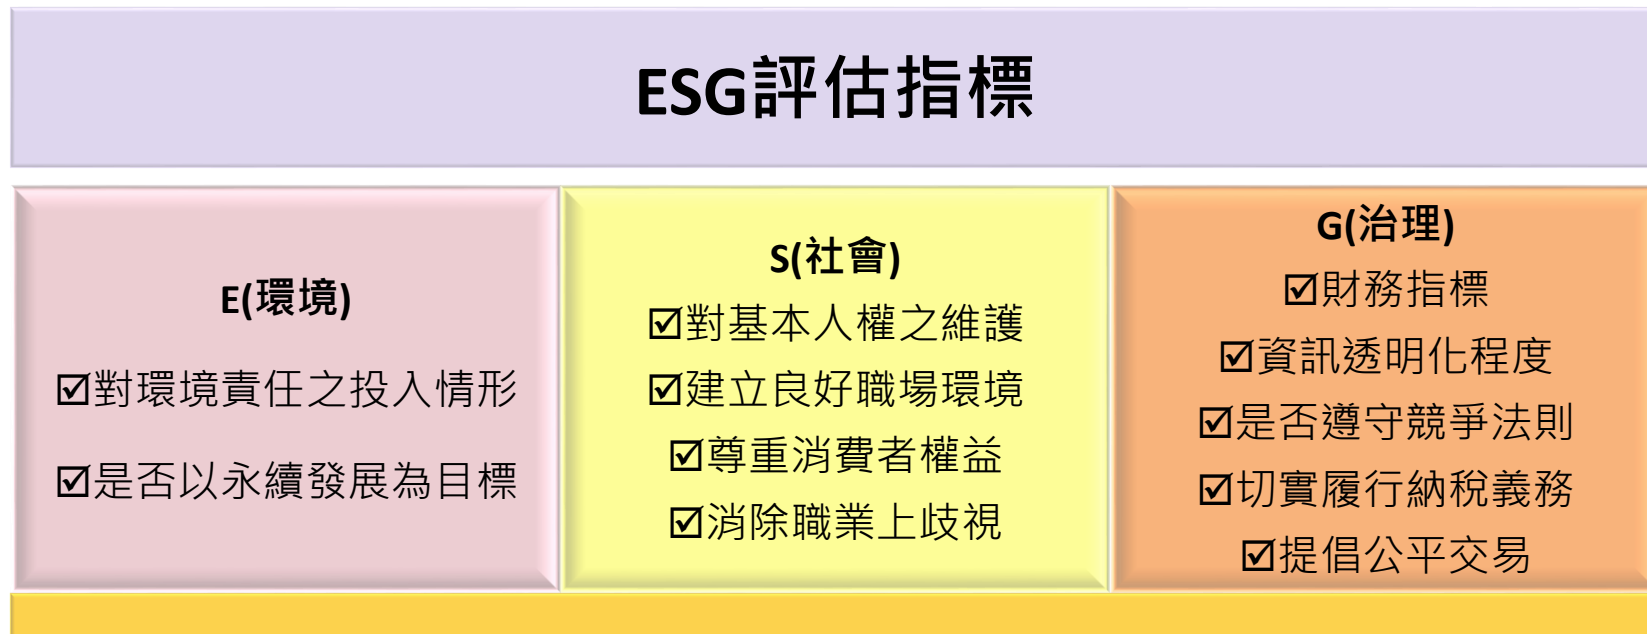 ESG評估指標
E(環境)
☑對環境責任之投入情形
☑是否以永續發展為目標
S(社會)
☑對基本人權之維護
☑建立良好職場環境
☑尊重消費者權益
☑消除職業上歧視
G(治理)
☑財務指標
☑資訊透明化程度
☑是否遵守競爭法則
☑切實履行納稅義務
☑提倡公平交易